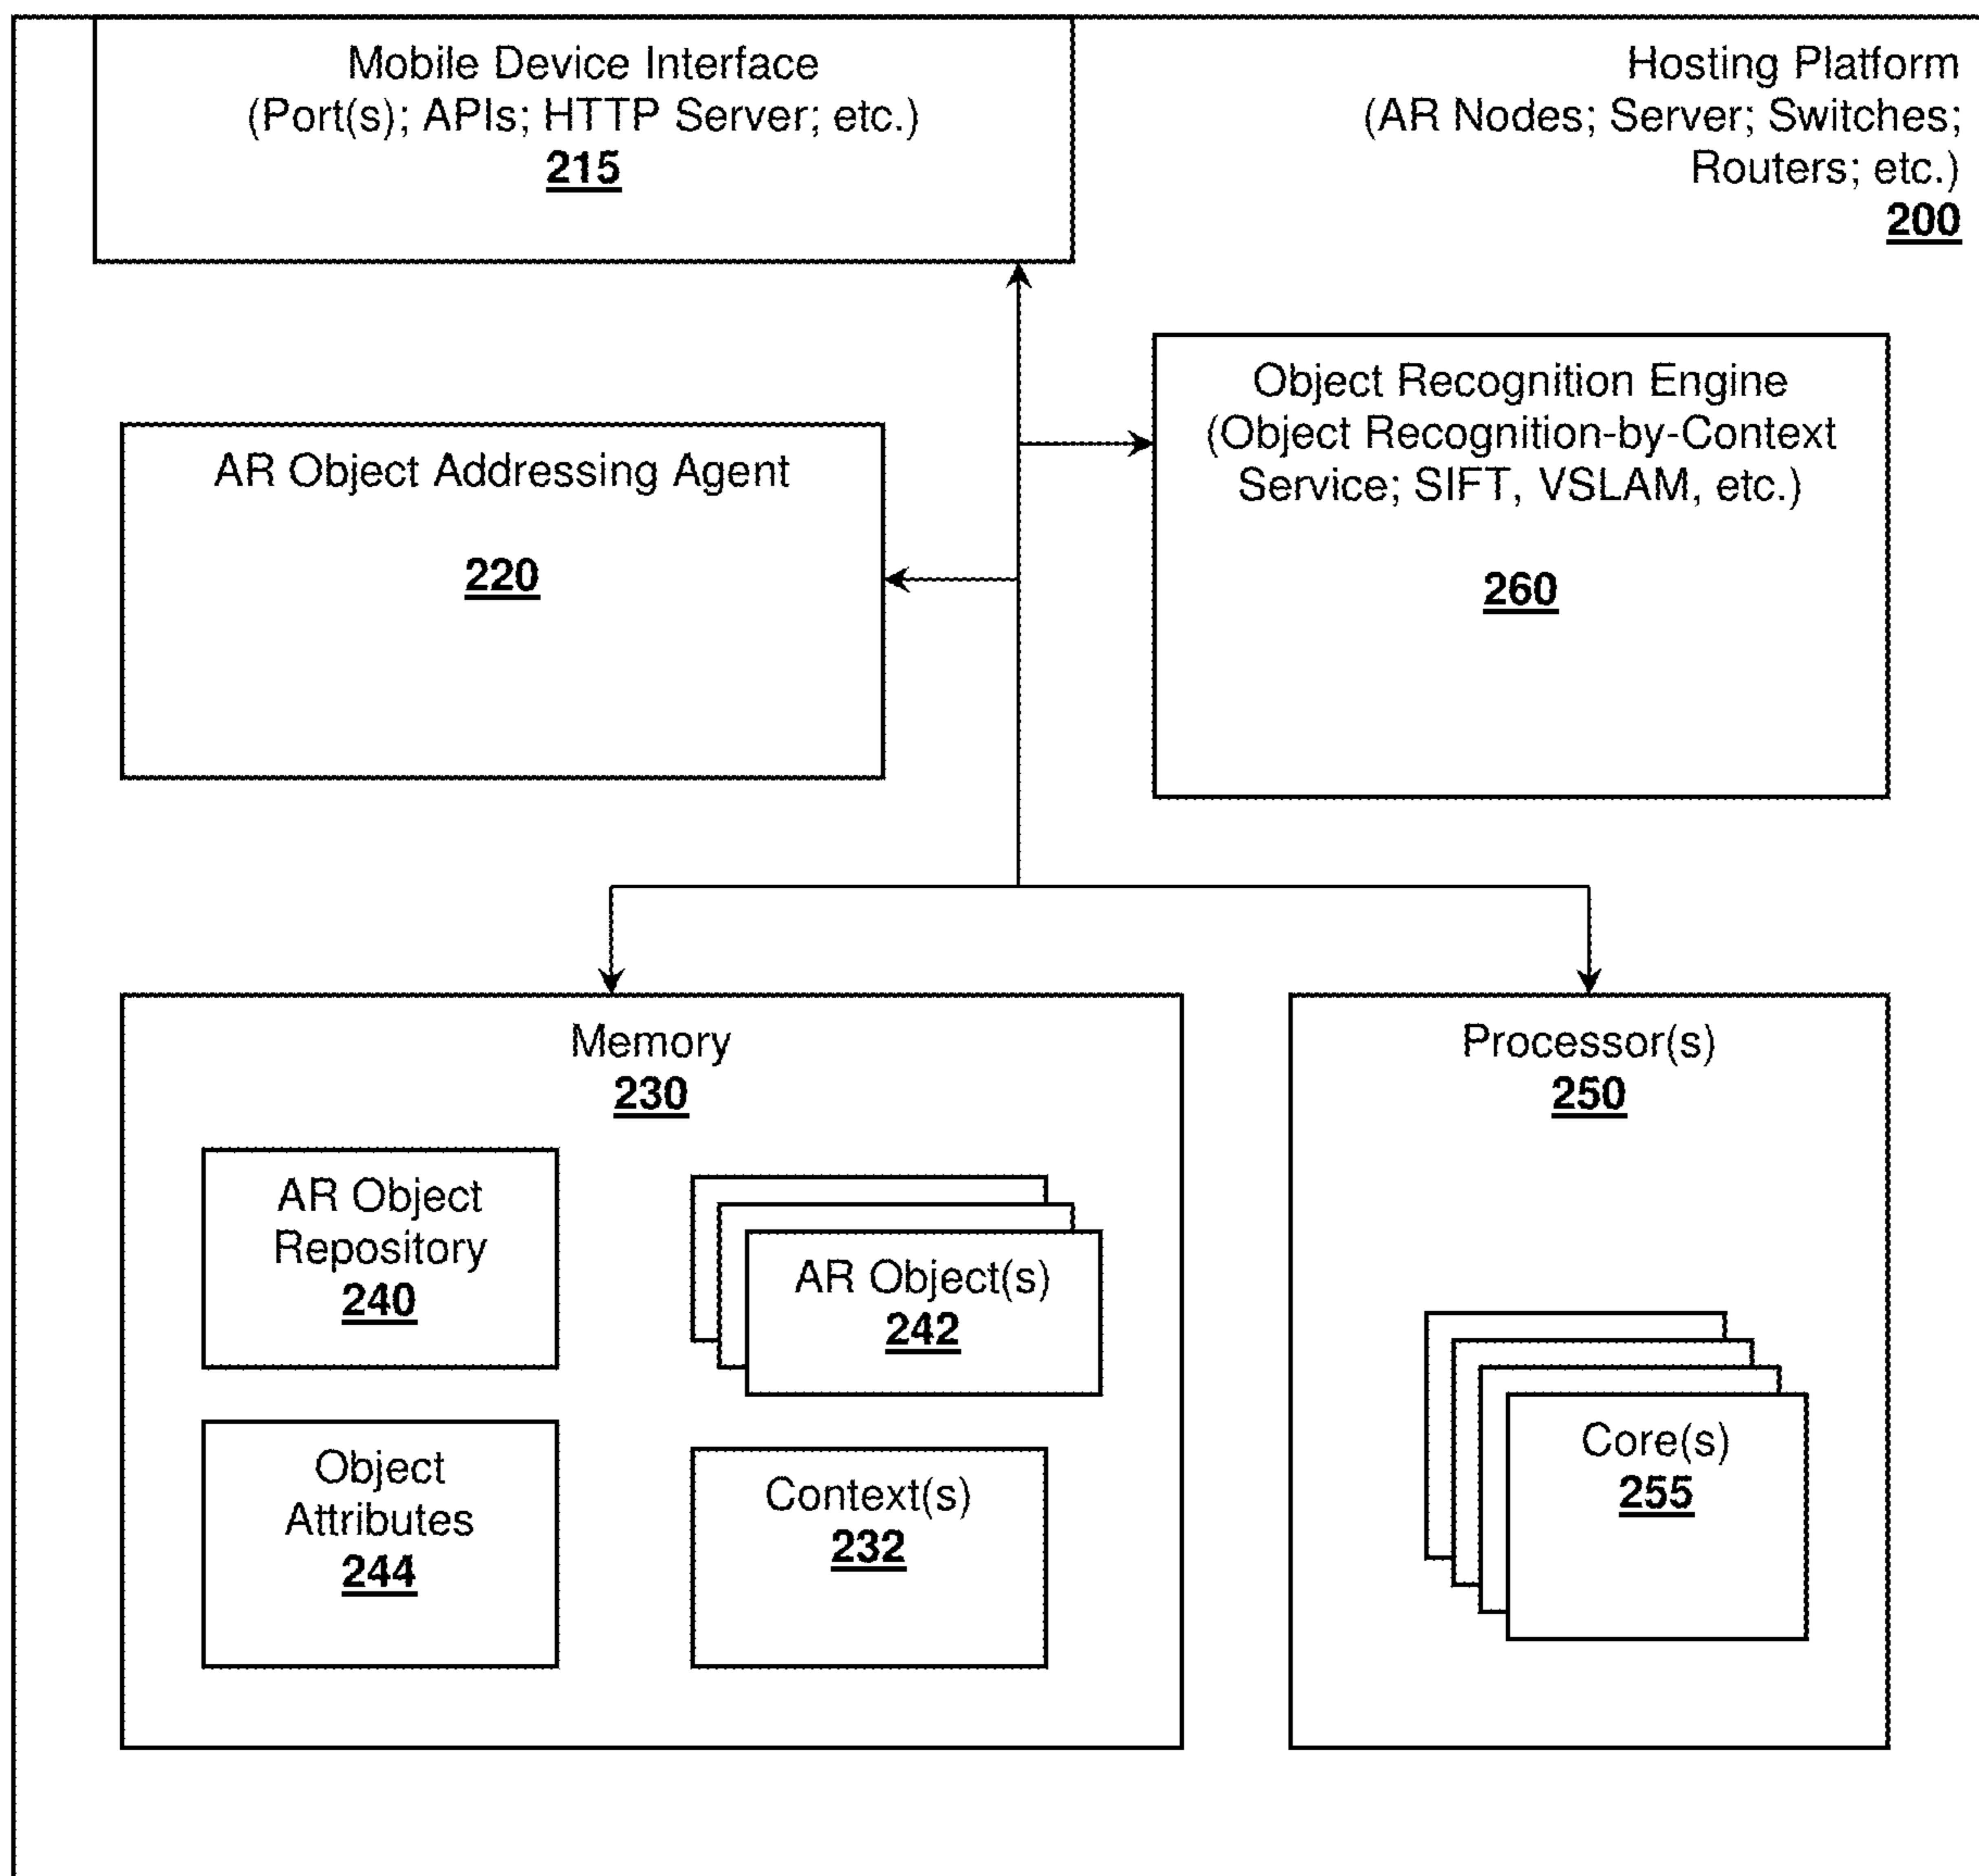 Mobile Device Interface
(Port(s); APIs; HTTP Server; etc.)
215
Hosting Platform
(AR Nodes; Server; Switches;
Routers; etc.)
200
Object Recognition Engine
(Object Recognition-by-Context
Service; SIFT, VSLAM, etc.)
260
AR Object Addressing Agent
220
Memory
230
AR Object
Repository
240
AR Object(s)
242
Object
Attributes
244
Context(s)
232
Processor(s)
250
Core(s)
255